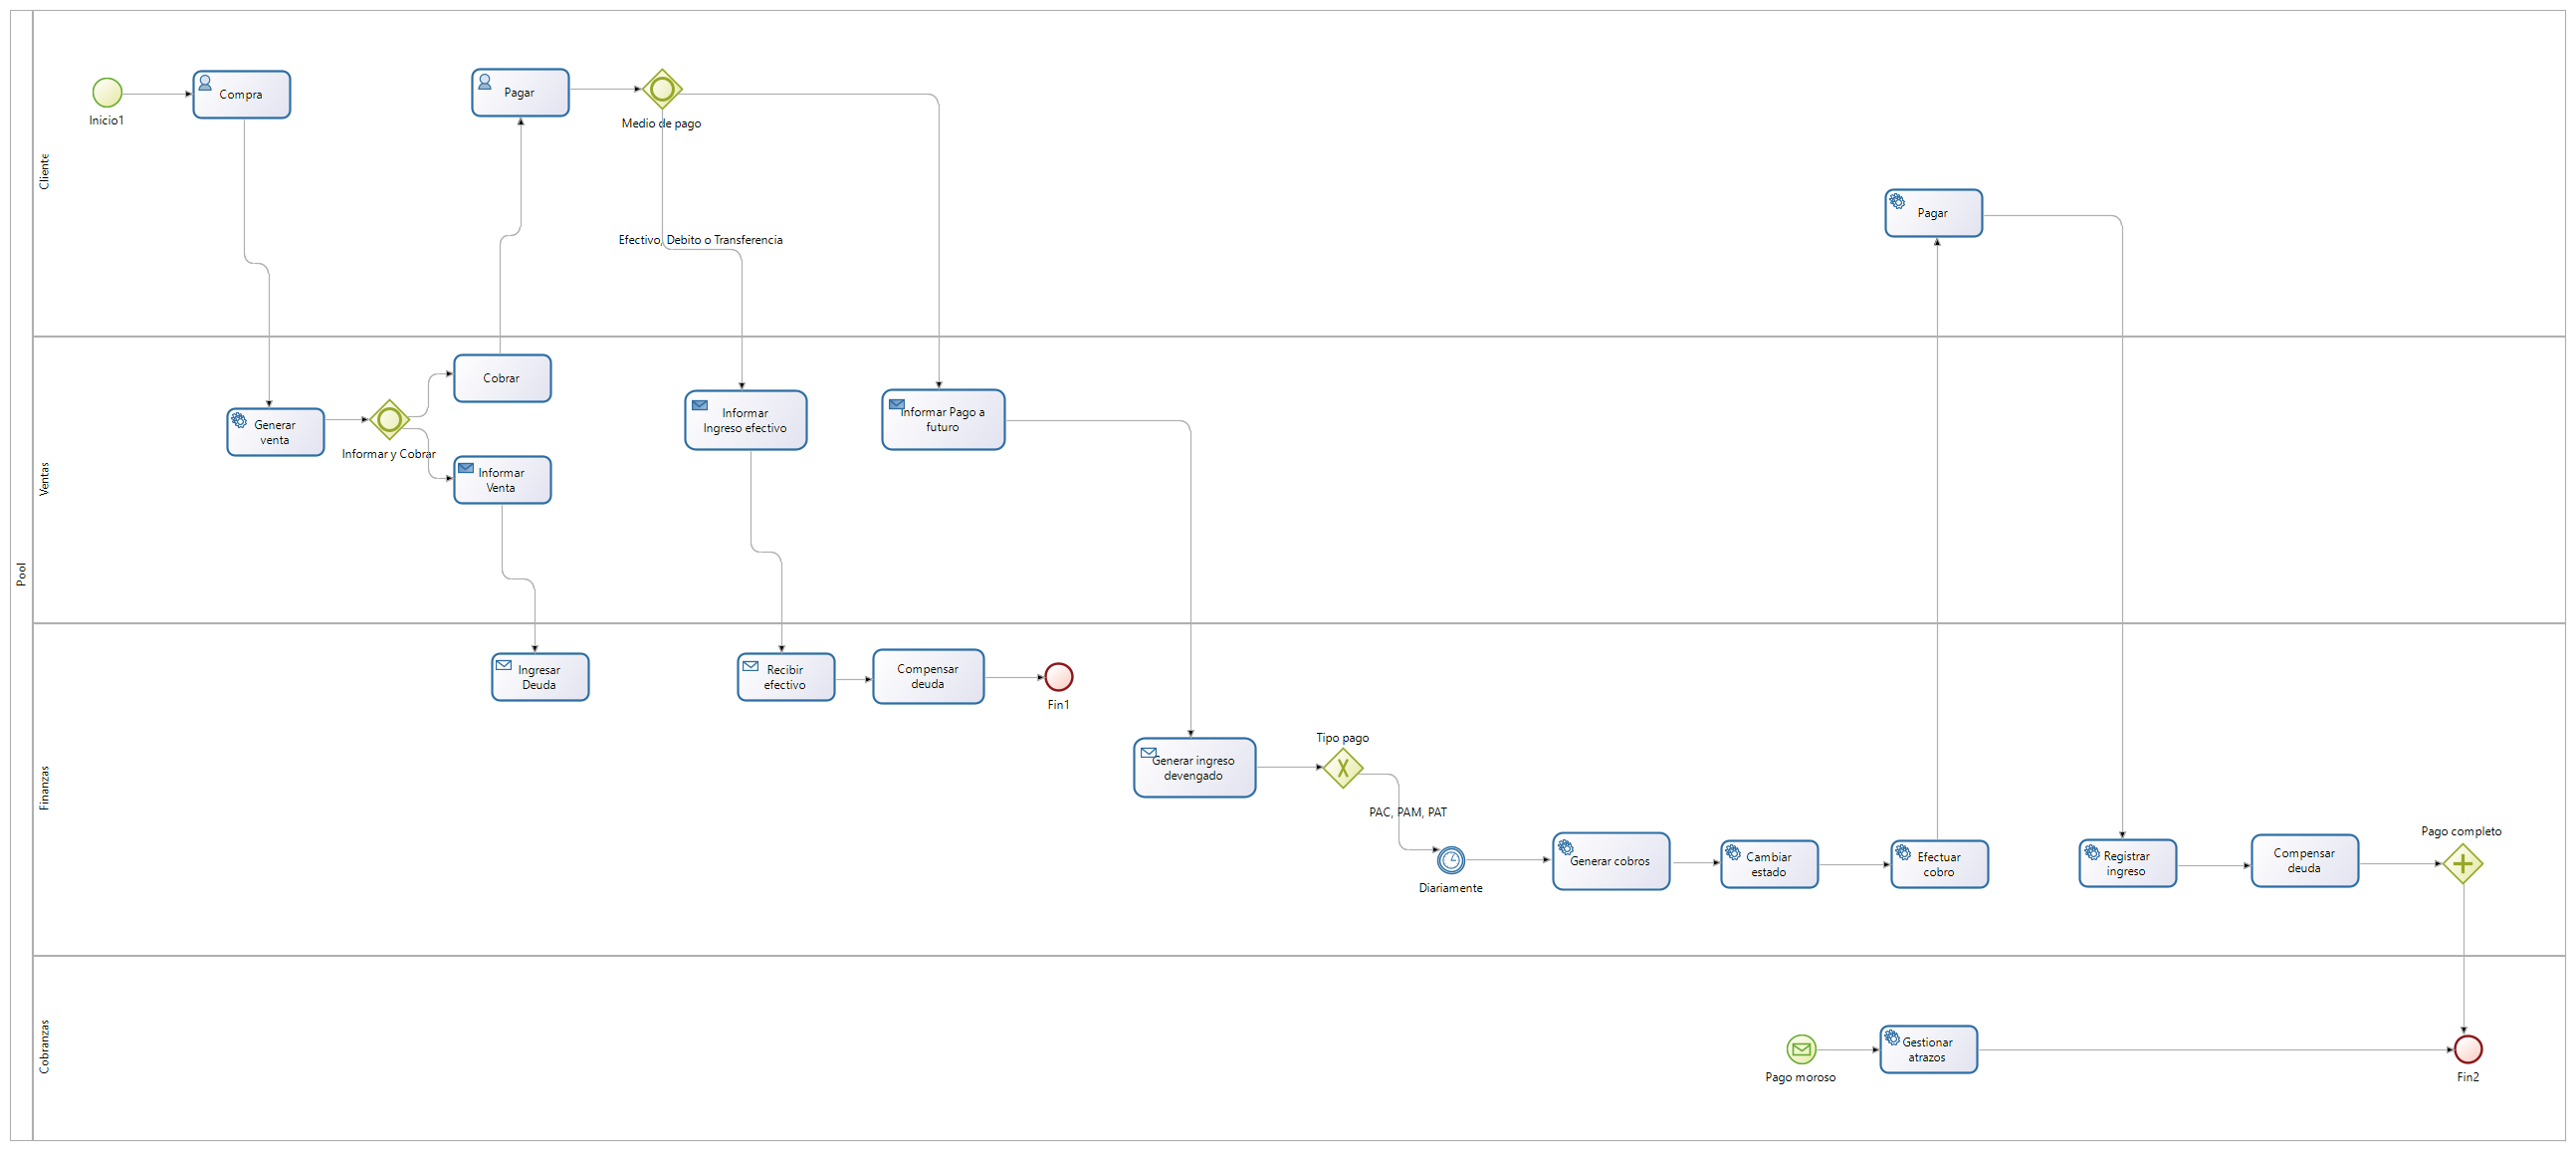 Pool
Cliente
Inicio1
Compra
Pagar
Medio de pago
Efectivo, Debito o Transferencia
Pagar
Ventas
Generar
venta
Informar y Cobrar
Cobrar
Informar
Venta
Informar
Ingreso efectivo
Informar Pago a
futuro
Finanzas
Ingresar
Deuda
Recibir
efectivo
Compensar
deuda
Fin1
Generar ingreso
devengado
Tipo pago
PAC, PAM, PAT
Diariamente
Generar cobros
Cambiar
estado
Efectuar
cobro
Registrar
ingreso
Compensar
deuda
Pago completo
Cobranzas
Pago moroso
Gestionar
atrazos
Fin2